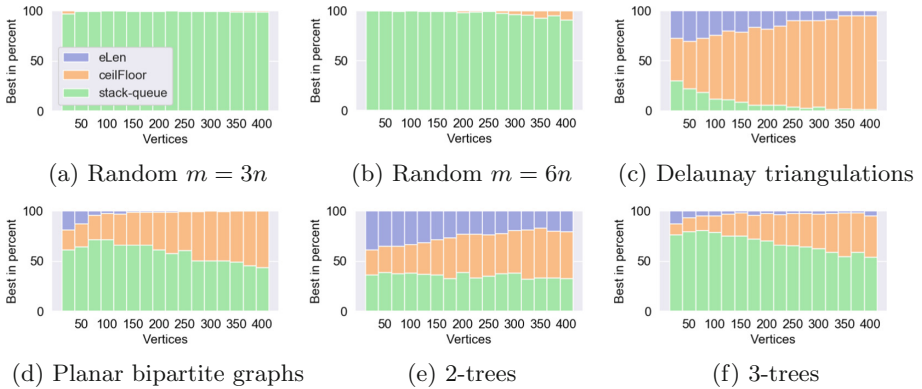 Best in percent
100
50
0
eLen
ceilFloor
stack-queue
50 100 150 200 250 300 350 400
Vertices
(a) Random m = 3n
Best in percent
100
50
0
50 100 150 200 250 300 350 400
Vertices
(b) Random m = 6n
Best in percent
100
50
0
50 100 150 200 250 300 350 400
Vertices
(c) Delaunay triangulations
Best in percent
100
50
0
50 100 150 200 250 300 350 400
Vertices
(d) Planar bipartite graphs
Best in percent
100
50
0
50 100 150 200 250 300 350 400
Vertices
(e) 2-trees
Best in percent
100
50
0
50 100 150 200 250 300 350 400
Vertices
(f) 3-trees